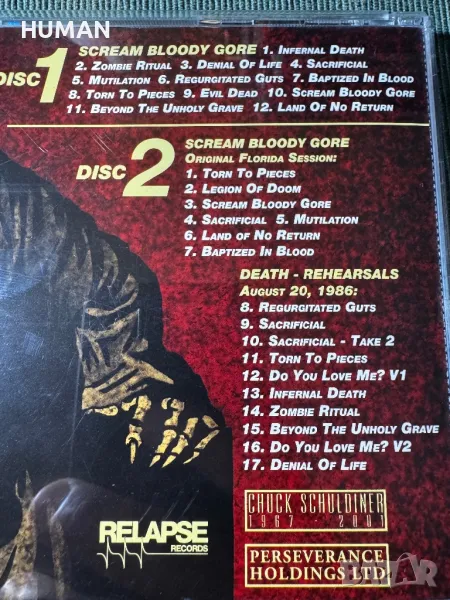 HUMAN
DISC 1
SCREAM BLOODY GORE 1. INFERNAL DEATH
2. ZOMBIE RITUAL 3. DENIAL OF LIFE 4. SACRIFICIAL
5. MUTILATION 6. REGURGITATED GUTS 7. BAPTIZED IN BLOOD
8. TORN TO PIECES 9. EVIL DEAD 10. SCREAM BLOODY GORE
11. BEYOND THE UNHOLY GRAVE 12. LAND OF NO RETURN
DISC 2
SCREAM BLOODY GORE
ORIGINAL FLORIDA SESSION:
1. TORN TO PIECES
2. LEGION OF DOOM
3. SCREAM BLOODY GORE
4. SACRIFICIAL 5. MUTILATION
6. LAND OF NO RETURN
7. BAPTIZED IN BLOOD
DEATH - REHEARSALS
AUGUST 20, 1986:
8. REGURGITATED GUTS
9. SACRIFICIAL
10. SACRIFICIAL - TAKE 2
11. TORN TO PIECES
12. DO YOU LOVE ME? V1
13. INFERNAL DEATH
14. ZOMBIE RITUAL
15. BEYOND THE UNHOLY GRAVE
16. DO YOU LOVE ME? V2
17. DENIAL OF LIFE
CHUCK SCHULDINER
1967 - 2001
RELAPSE
RECORDS
PERSEVERANCE
HOLDINGS LTD.
BAZAR